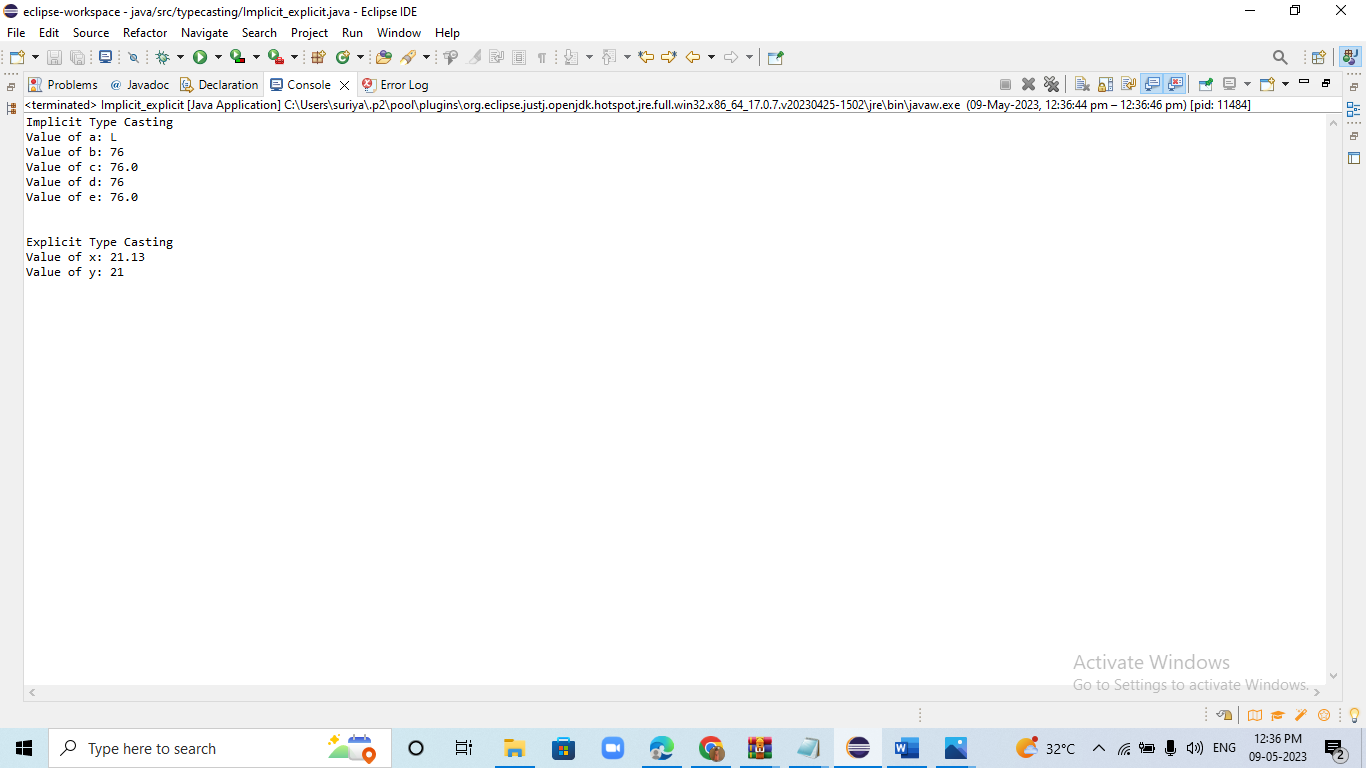 eclipse-workspace - java/src/typecasting/Implicit_explicit.java - Eclipse IDE
File Edit Source Refactor Navigate Search Project Run Window Help
Problems @ Javadoc Declaration Console Error Log
<terminated> Implicit_explicit [Java Application] C:\Users\suriya\.p2\pool\plugins\org.eclipse.justj.openjdk.hotspot.jre.full.win32.x86_64_17.0.7.v20230425-1502\jre\bin\javaw.exe (09-May-2023, 12:36:44 pm – 12:36:46 pm) [pid: 11484]
Implicit Type Casting
Value of a: L
Value of b: 76
Value of c: 76.0
Value of d: 76
Value of e: 76.0
Explicit Type Casting
Value of x: 21.13
Value of y: 21
Activate Windows
Go to Settings to activate Windows.
Type here to search
32°C
ENG
12:36 PM
09-05-2023
2